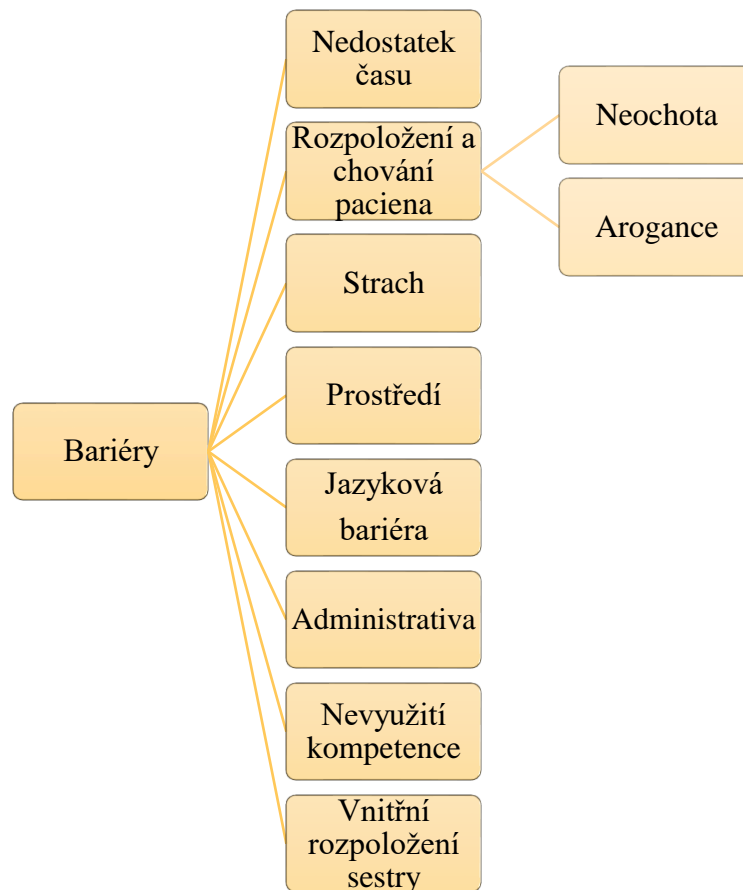 Nedostatek
času
Rozpoložení a
chování
paciena
Neochota
Arogance
Strach
Prostředí
Bariéry
Jazyková
bariéra
Administrativa
Nevyužití
kompetence
Vnitřní
rozpoložení
sestry